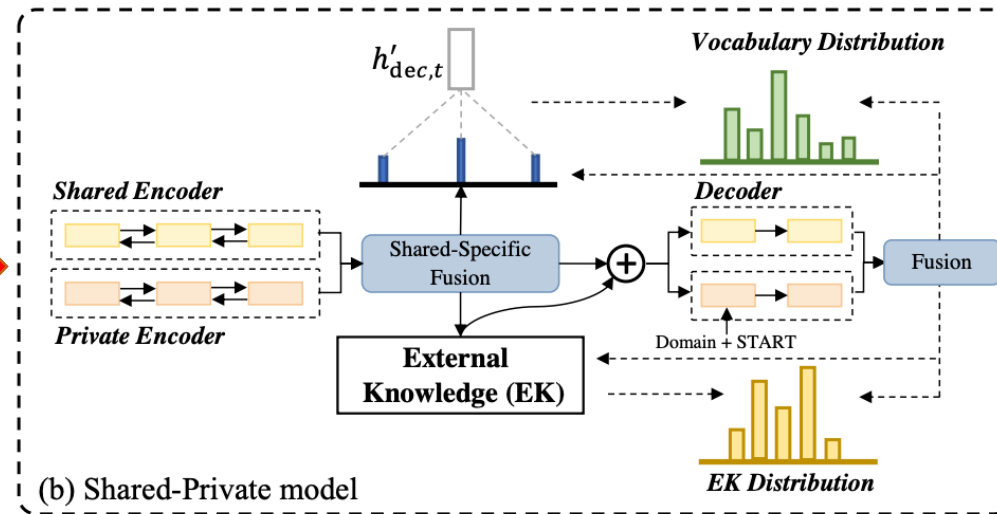 Vocabulary Distribution
h′dec,t
Shared Encoder
Decoder
Shared-Specific
Fusion
+
Fusion
Private Encoder
Domain + START
External
Knowledge (EK)
EK Distribution
(b) Shared-Private model